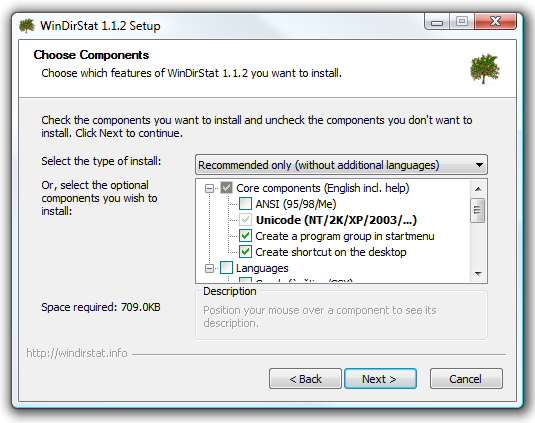 WinDirStat 1.1.2 Setup
Choose Components
Choose which features of WinDirStat 1.1.2 you want to install.
Check the components you want to install and uncheck the components you don't want to
install. Click Next to continue.
Select the type of install:
Recommended only (without additional languages)
Or, select the optional
components you wish to
install:
Core components (English incl. help)
ANSI (95/98/Me)
Unicode (NT/2K/XP/2003/...)
Create a program group in startmenu
Create shortcut on the desktop
Languages
Space required: 709.0KB
Description
Position your mouse over a component to see its
description.
http://windirstat.info
< Back
Next >
Cancel